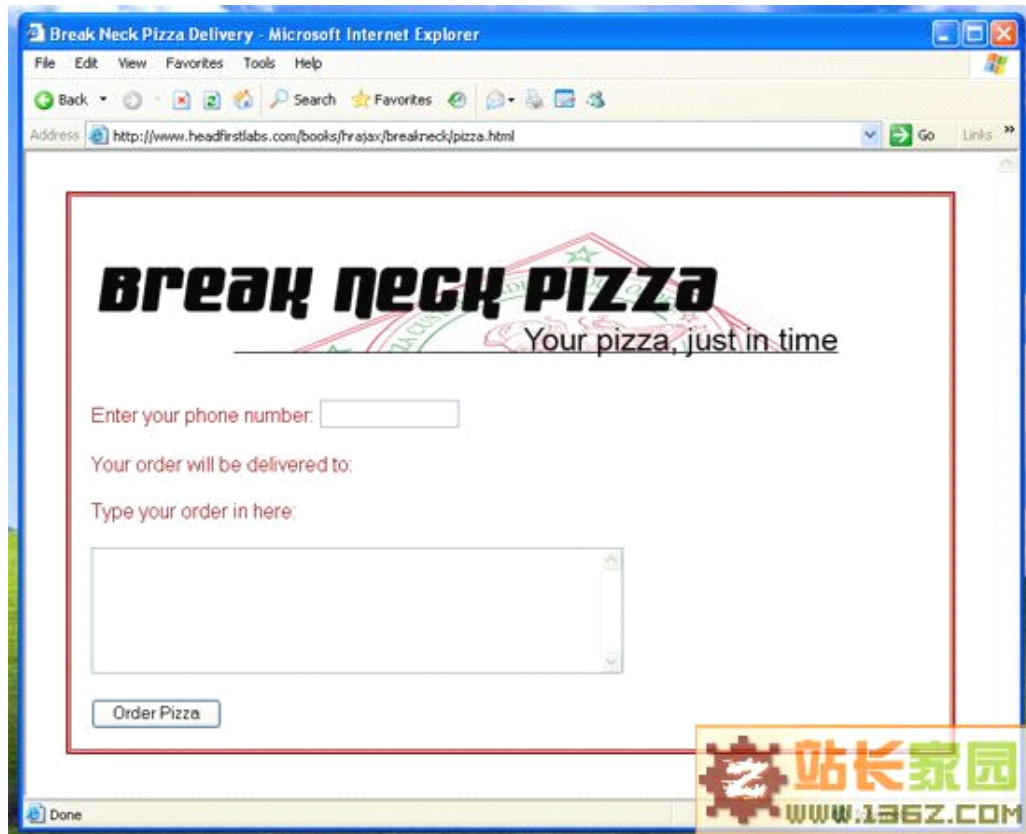 Break Neck Pizza Delivery - Microsoft Internet Explorer
File Edit View Favorites Tools Help
Back Search Favorites
Address http://www.headfirstlabs.com/books/hrajax/breakneck/pizza.html Go Links »
Break Neck Pizza
Your pizza, just in time
Enter your phone number:
Your order will be delivered to:
Type your order in here:
Order Pizza
站长家园
Done
WWW.1a6Z.COM